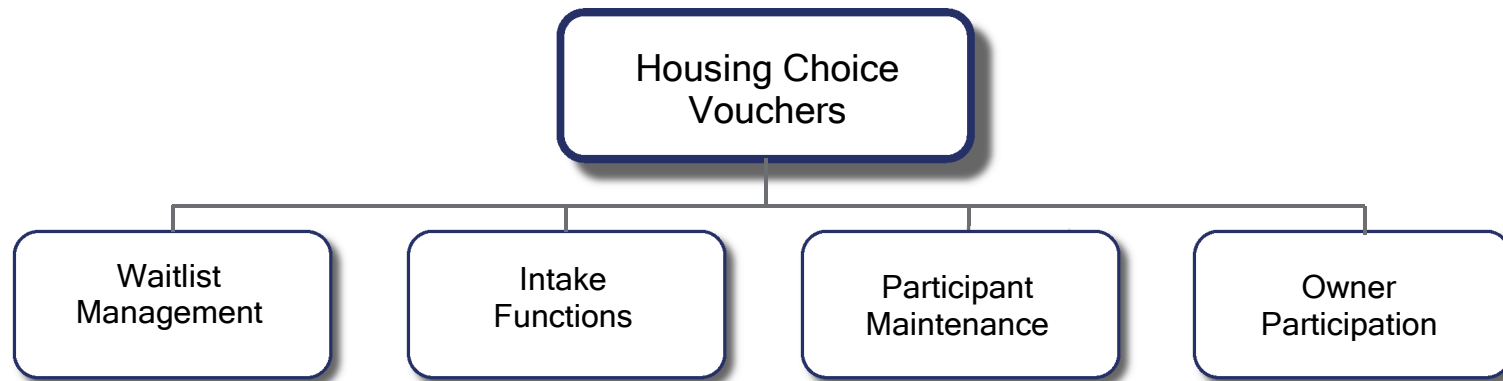 Housing Choice
Vouchers
Waitlist
Management
Intake
Functions
Participant
Maintenance
Owner
Participation